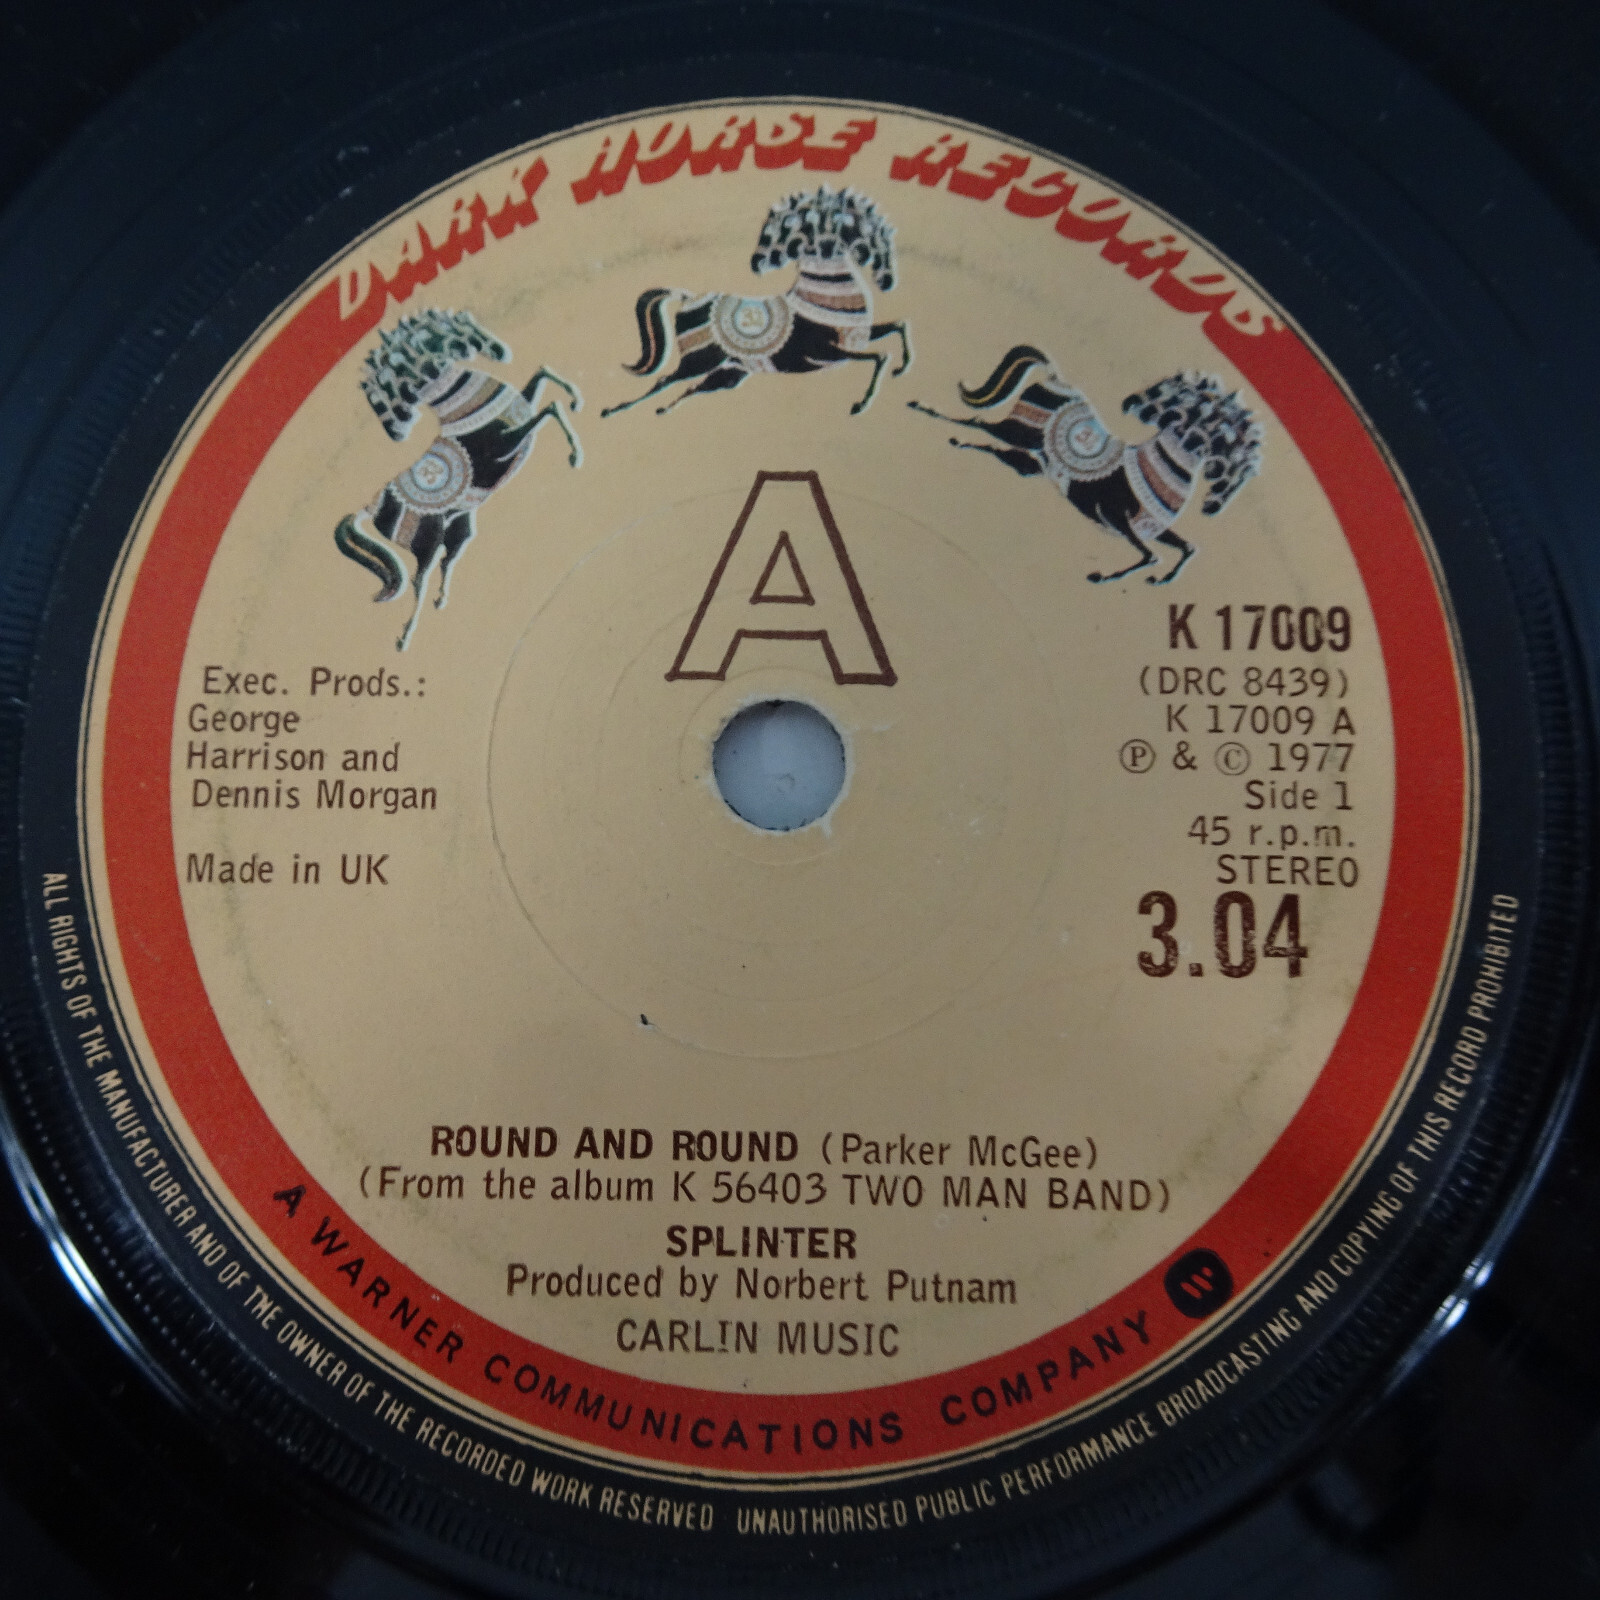 DARK HORSE RECORDS
A
K 17009
(DRC 8439)
K 17009 A
Ⓟ & © 1977
Side 1
45 r.p.m.
STEREO
3.04
Exec. Prods.:
George
Harrison and
Dennis Morgan
Made in UK
ROUND AND ROUND (Parker McGee)
(From the album K 56403 TWO MAN BAND)
SPLINTER
Produced by Norbert Putnam
CARLIN MUSIC
A WARNER COMMUNICATIONS COMPANY
ALL RIGHTS OF THE MANUFACTURER AND OF THE OWNER OF THE RECORDED WORK RESERVED UNAUTHORISED PUBLIC PERFORMANCE BROADCASTING AND COPYING OF THIS RECORD PROHIBITED